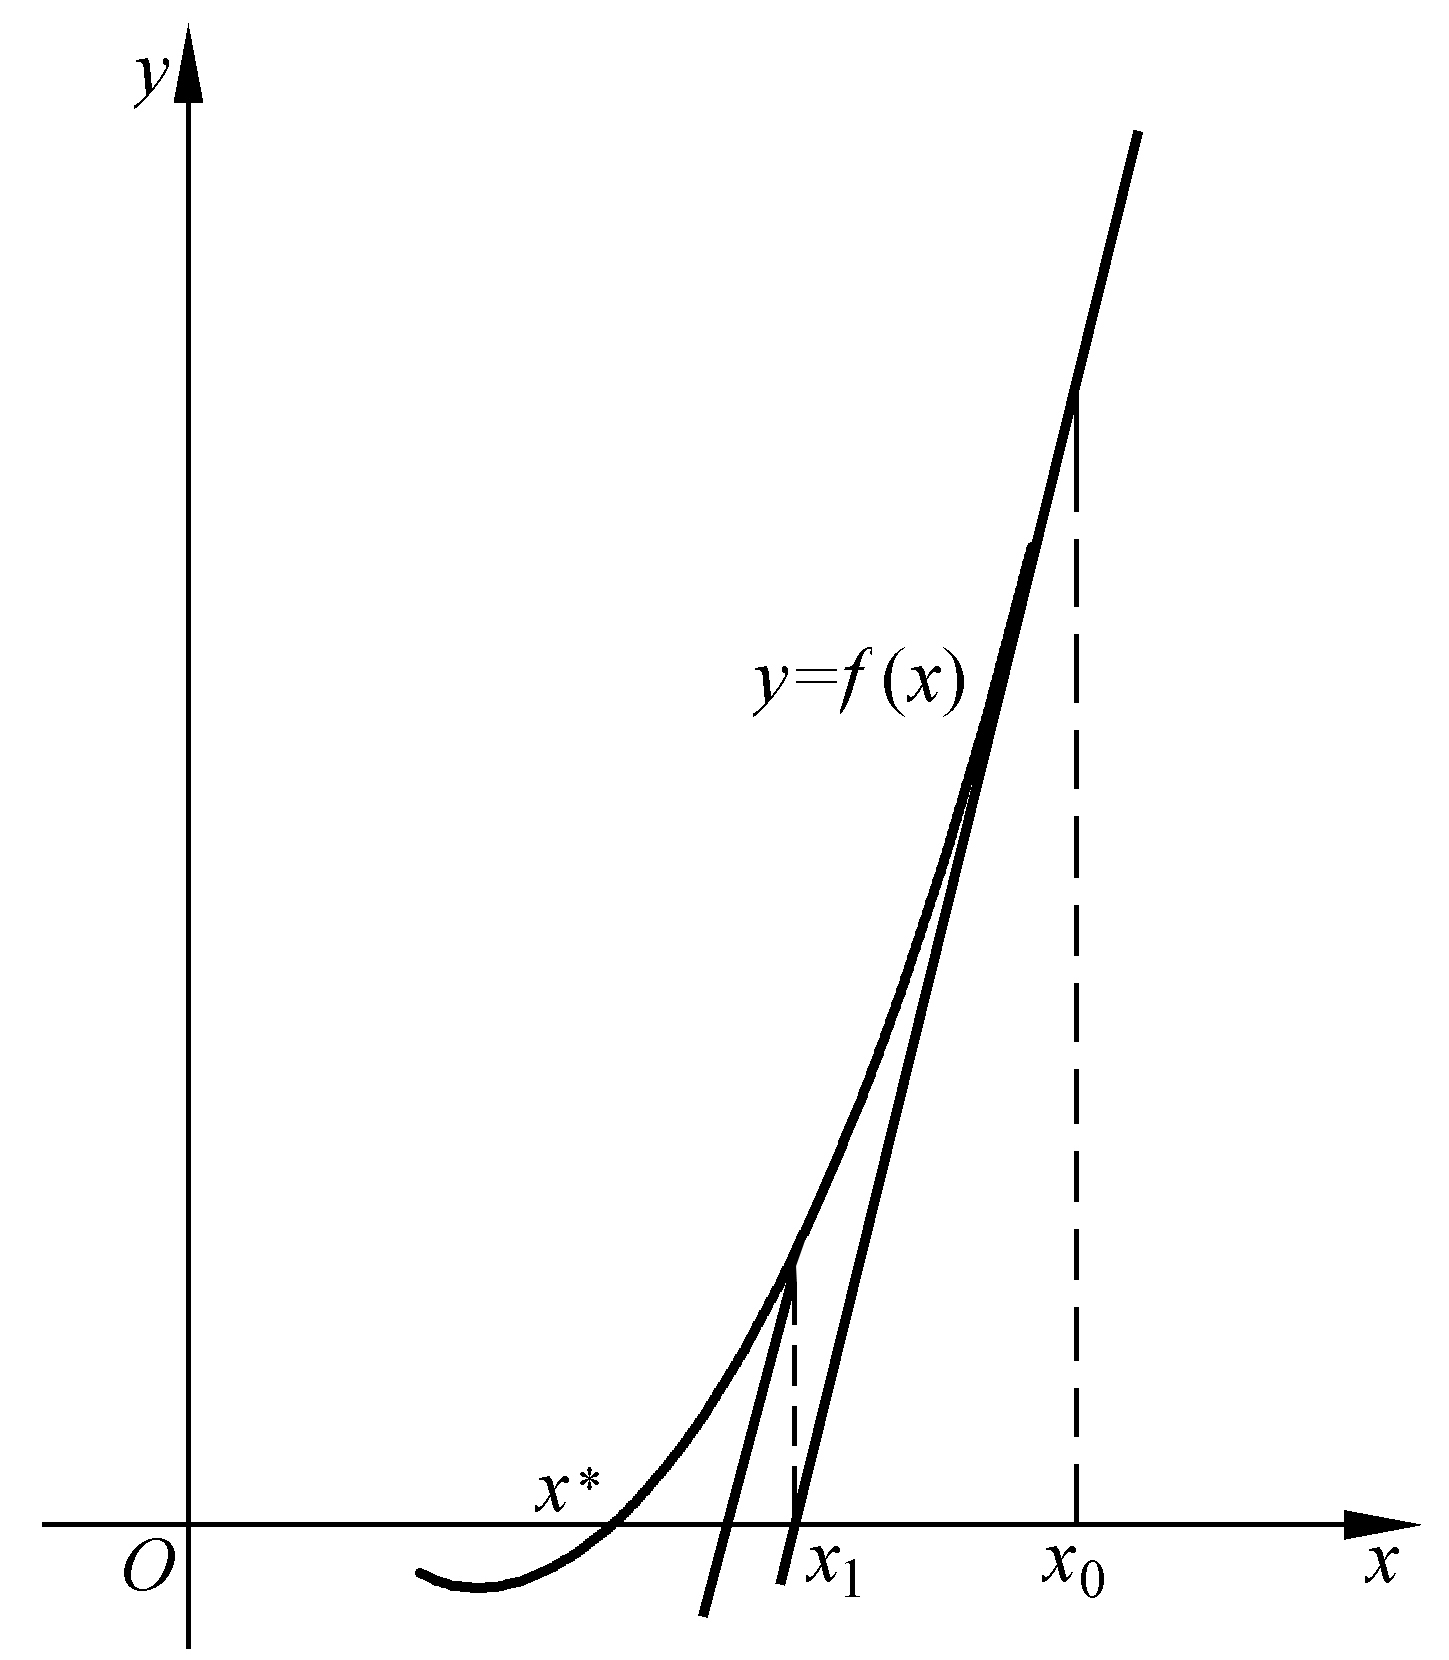 y
y=f(x)
x*
O
x₁
x₀
x